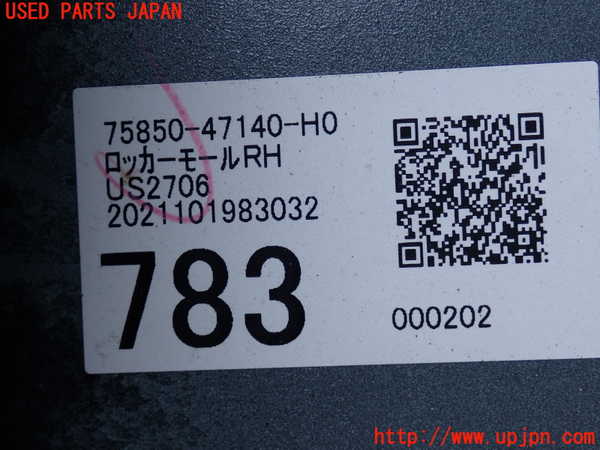 USED PARTS JAPAN
75850-47140-H0
ﾛｯｶｰﾓｰﾙRH
US2706
2021101983032
783
000202
http://www.upjpn.com/